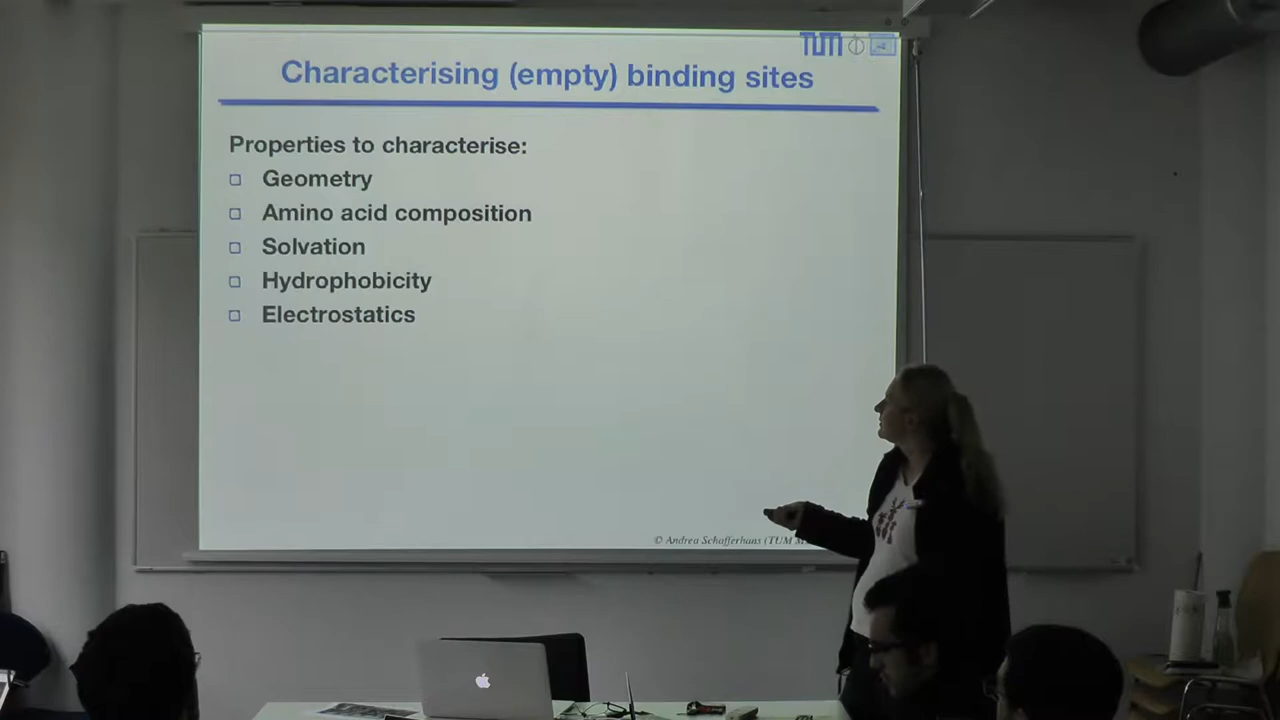 TUM
Characterising (empty) binding sites
Properties to characterise:
Geometry
Amino acid composition
Solvation
Hydrophobicity
Electrostatics
© Andrea Schafferhans (TUM